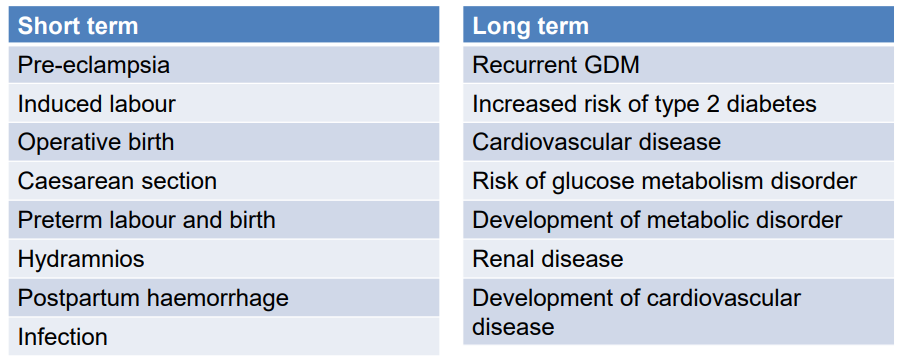 Short term
Pre-eclampsia
Induced labour
Operative birth
Caesarean section
Preterm labour and birth
Hydramnios
Postpartum haemorrhage
Infection
Long term
Recurrent GDM
Increased risk of type 2 diabetes
Cardiovascular disease
Risk of glucose metabolism disorder
Development of metabolic disorder
Renal disease
Development of cardiovascular
disease